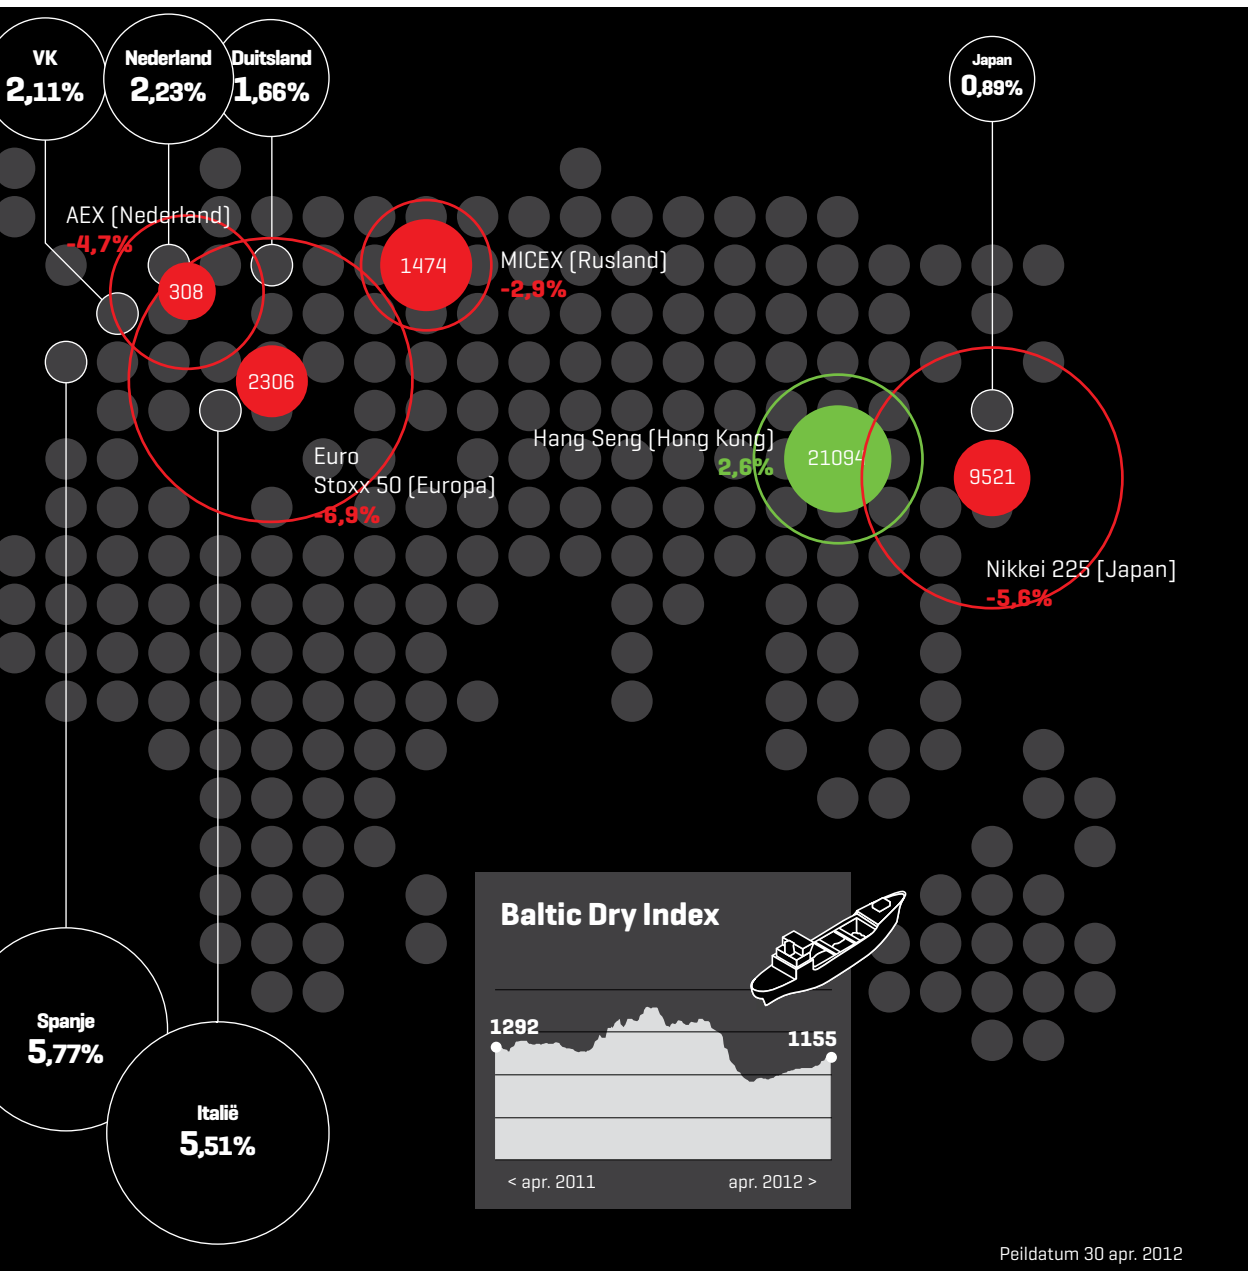 VK
2,11%
Nederland
2,23%
Duitsland
1,66%
Japan
0,89%
AEX (Nederland)
-4,7%
308
1474
MICEX (Rusland)
-2,9%
2306
Euro
Stoxx 50 (Europa)
-6,9%
Hang Seng (Hong Kong)
2,6%
21094
9521
Nikkei 225 (Japan)
-5,6%
Spanje
5,77%
Italië
5,51%
Baltic Dry Index
1292
1155
< apr. 2011
apr. 2012 >
Peildatum 30 apr. 2012